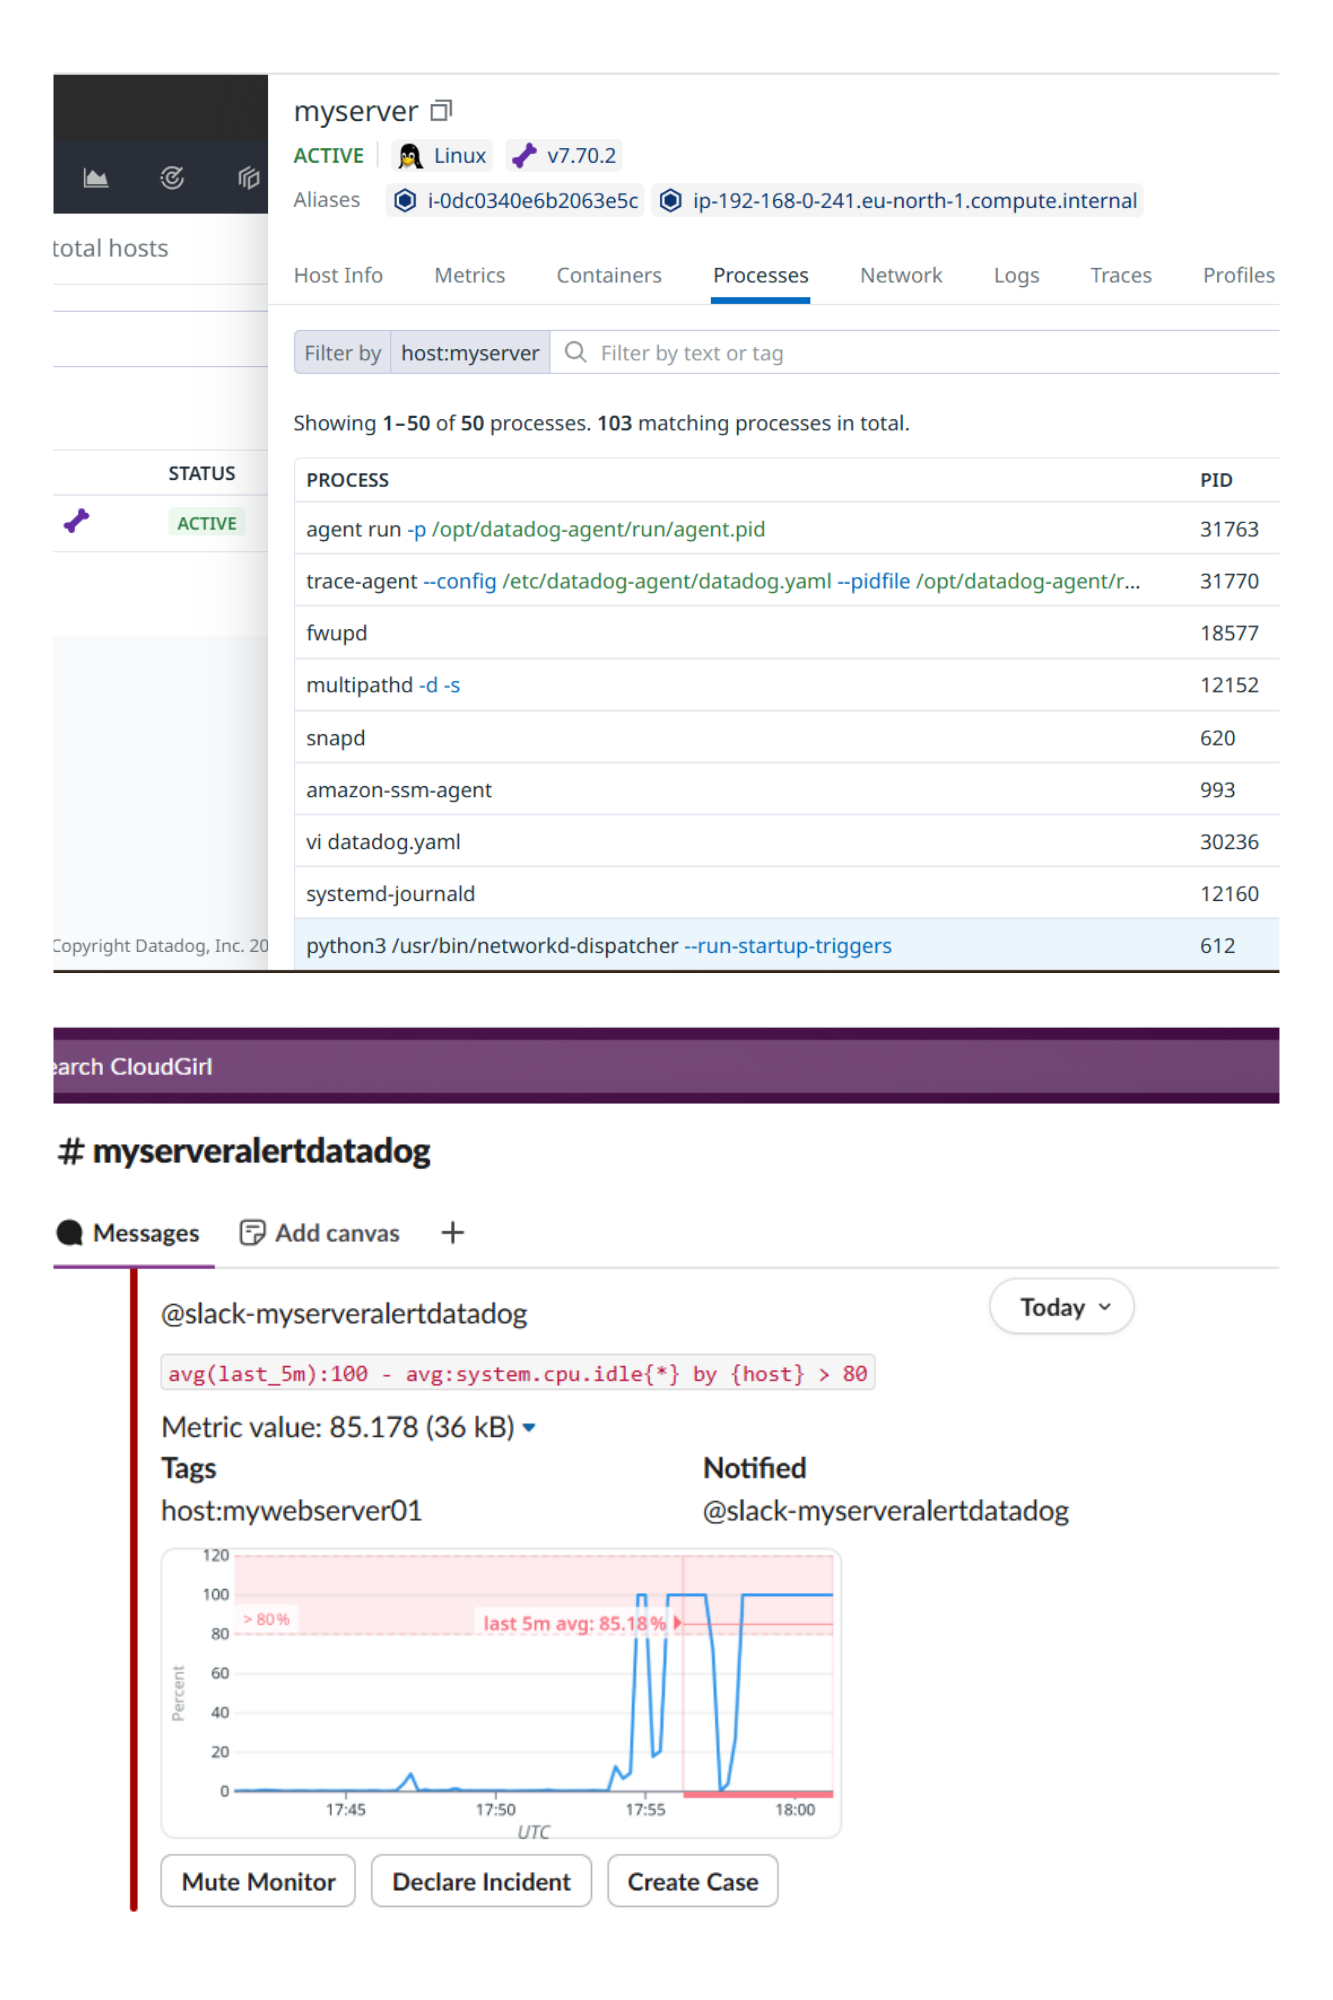 myserver
ACTIVE Linux v7.70.2
Aliases i-0dc0340e6b2063e5c ip-192-168-0-241.eu-north-1.compute.internal
total hosts
Host Info Metrics Containers Processes Network Logs Traces Profiles
Filter by host:myserver Filter by text or tag
Showing 1–50 of 50 processes. 103 matching processes in total.
STATUS
PROCESS PID
ACTIVE
agent run -p /opt/datadog-agent/run/agent.pid 31763
trace-agent --config /etc/datadog-agent/datadog.yaml --pidfile /opt/datadog-agent/r... 31770
fwupd 18577
multipathd -d -s 12152
snapd 620
amazon-ssm-agent 993
vi datadog.yaml 30236
systemd-journald 12160
Copyright Datadog, Inc. 20
python3 /usr/bin/networkd-dispatcher --run-startup-triggers 612
earch CloudGirl
# myserveralertdatadog
Messages Add canvas +
@slack-myserveralertdatadog
Today
avg(last_5m):100 - avg:system.cpu.idle{*} by {host} > 80
Metric value: 85.178 (36 kB)
Tags Notified
host:mywebserver01 @slack-myserveralertdatadog
120
100
> 80%
last 5m avg: 85.18%
80
60
Percent
40
20
0
17:45 17:50 17:55 18:00
UTC
Mute Monitor Declare Incident Create Case